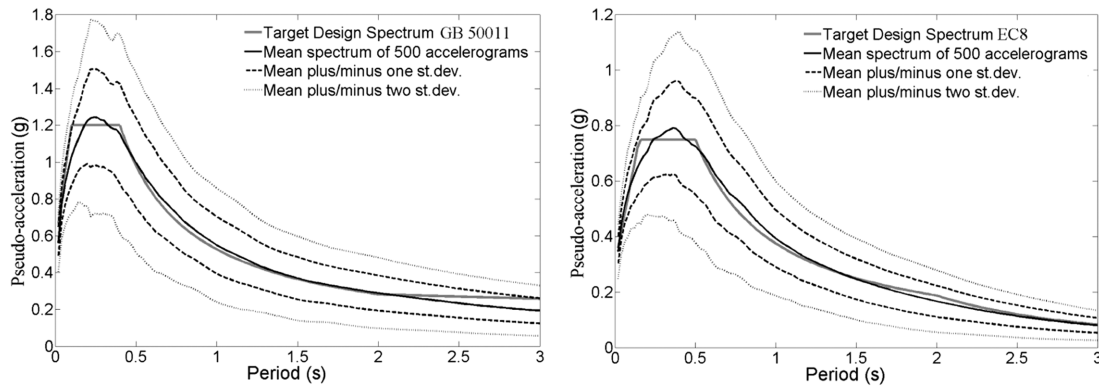 1.8
1.6
1.4
1.2
1
0.8
0.6
0.4
0.2
0
Pseudo-acceleration (g)
Target Design Spectrum GB 50011
Mean spectrum of 500 accelerograms
Mean plus/minus one st.dev.
Mean plus/minus two st.dev.
0 0.5 1 1.5 2 2.5 3
Period (s)
1.2
1
0.8
0.6
0.4
0.2
0
Pseudo-acceleration (g)
Target Design Spectrum EC8
Mean spectrum of 500 accelerograms
Mean plus/minus one st.dev.
Mean plus/minus two st.dev.
0 0.5 1 1.5 2 2.5 3
Period (s)